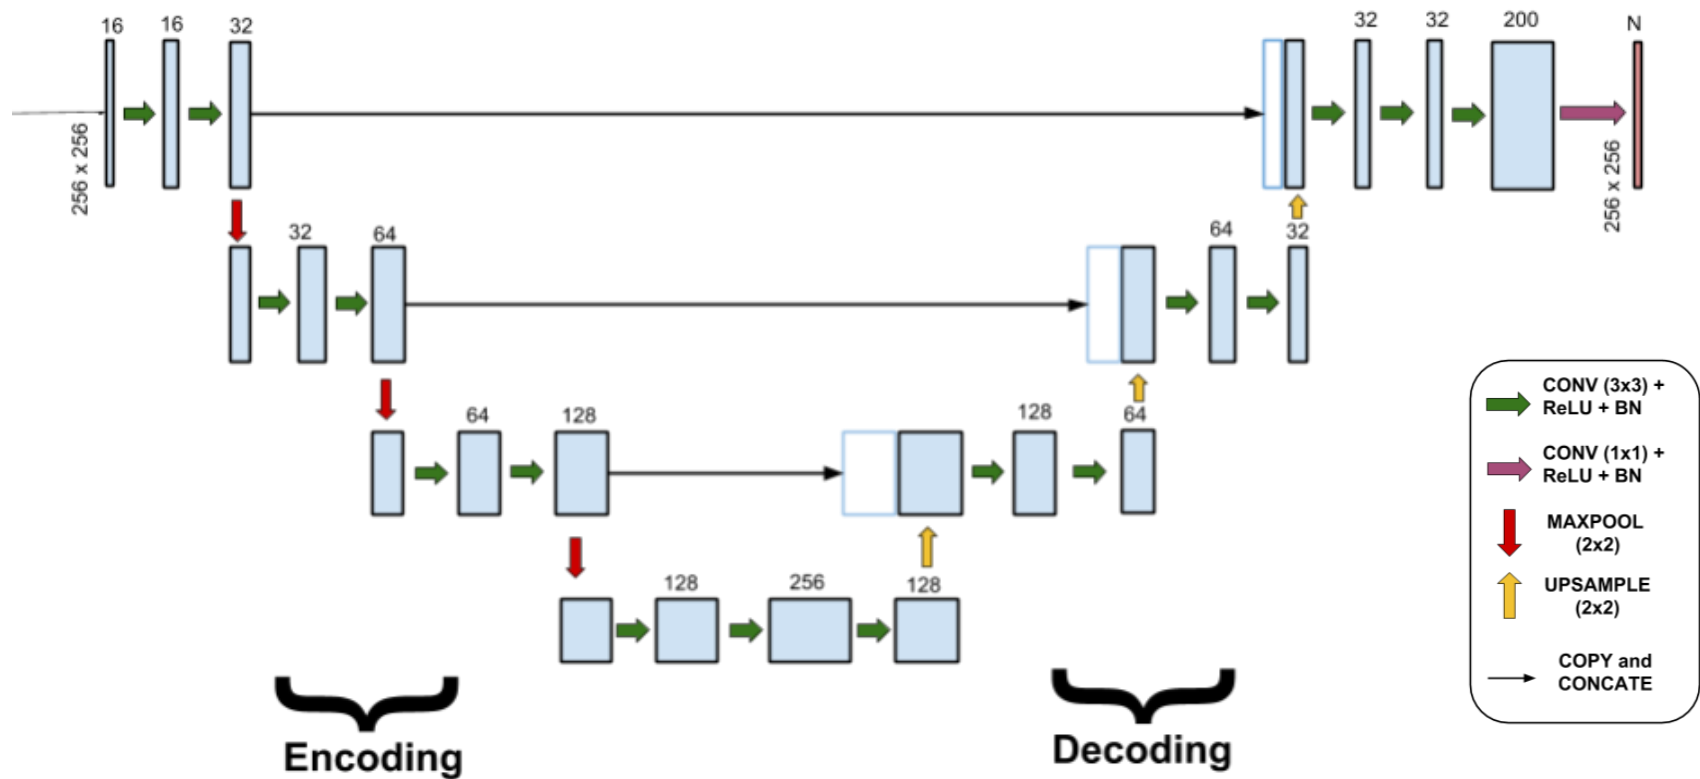 16
16
32
32
32
200
N
256 x 256
256 x 256
32
64
64
32
64
128
128
64
128
256
128
CONV (3x3) +
ReLU + BN
CONV (1x1) +
ReLU + BN
MAXPOOL
(2x2)
UPSAMPLE
(2x2)
COPY and
CONCATE
Encoding
Decoding